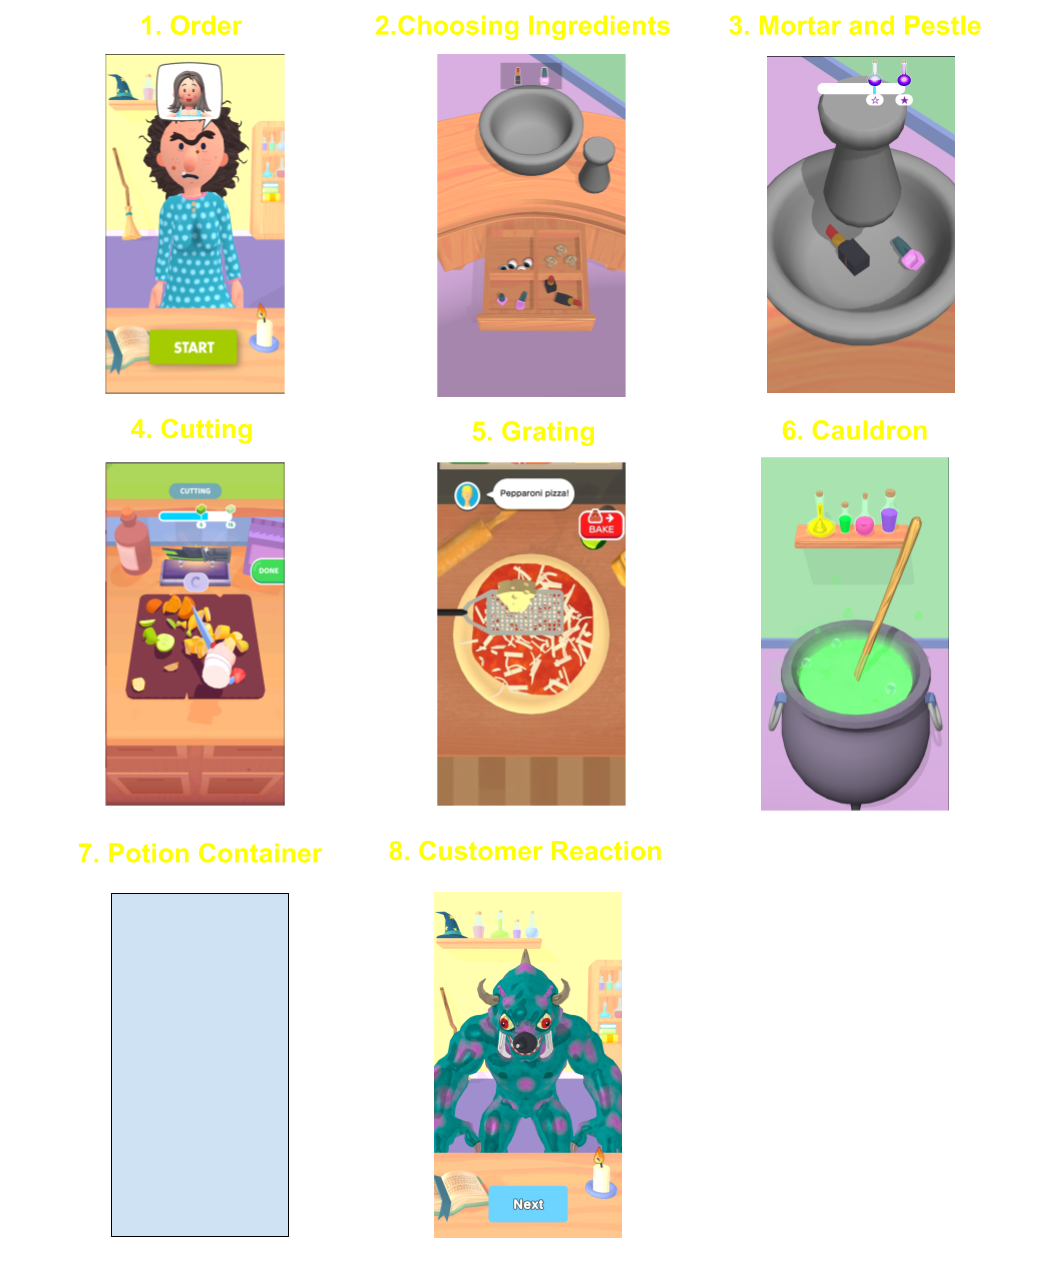 1. Order
2.Choosing Ingredients
3. Mortar and Pestle
START
4. Cutting
5. Grating
6. Cauldron
CUTTING
DONE
Pepparoni pizza!
BAKE
7. Potion Container
8. Customer Reaction
Next